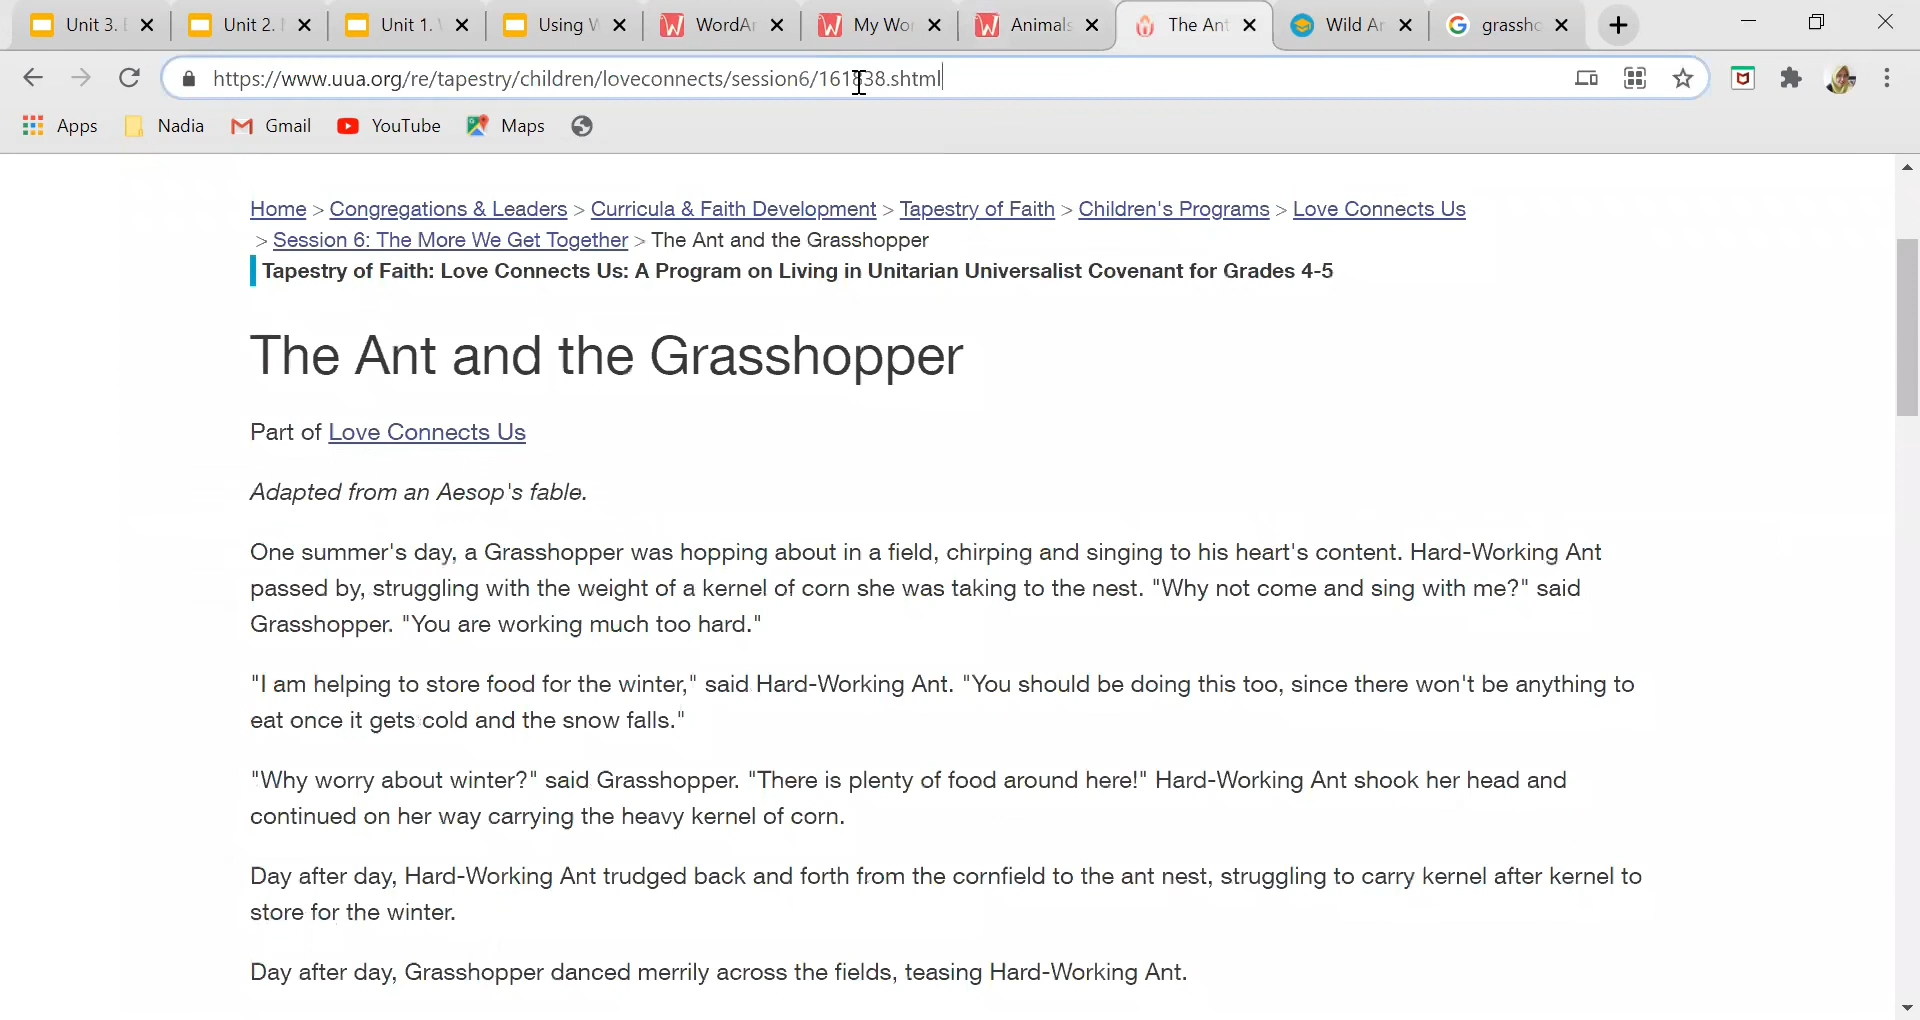 Unit 3. Unit 2. Unit 1. Using WordAr My Wor Animals The Ant Wild Ar grassho
https://www.uua.org/re/tapestry/children/loveconnects/session6/161838.shtml
Apps Nadia Gmail YouTube Maps
Home > Congregations & Leaders > Curricula & Faith Development > Tapestry of Faith > Children's Programs > Love Connects Us
> Session 6: The More We Get Together > The Ant and the Grasshopper
Tapestry of Faith: Love Connects Us: A Program on Living in Unitarian Universalist Covenant for Grades 4-5
The Ant and the Grasshopper
Part of Love Connects Us
Adapted from an Aesop's fable.
One summer's day, a Grasshopper was hopping about in a field, chirping and singing to his heart's content. Hard-Working Ant
passed by, struggling with the weight of a kernel of corn she was taking to the nest. "Why not come and sing with me?" said
Grasshopper. "You are working much too hard."
"I am helping to store food for the winter," said Hard-Working Ant. "You should be doing this too, since there won't be anything to
eat once it gets cold and the snow falls."
"Why worry about winter?" said Grasshopper. "There is plenty of food around here!" Hard-Working Ant shook her head and
continued on her way carrying the heavy kernel of corn.
Day after day, Hard-Working Ant trudged back and forth from the cornfield to the ant nest, struggling to carry kernel after kernel to
store for the winter.
Day after day, Grasshopper danced merrily across the fields, teasing Hard-Working Ant.